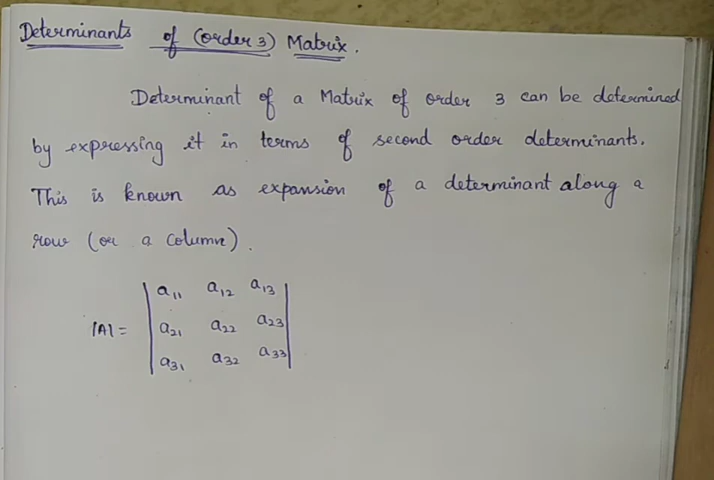 Determinants of (order 3) Matrix.
Determinant of a Matrix of order 3 can be determined
by expressing it in terms of second order determinants.
This is known as expansion of a determinant along a
row (or a column).
a₁₁ a₁₂ a₁₃
|A| = a₂₁ a₂₂ a₂₃
a₃₁ a₃₂ a₃₃